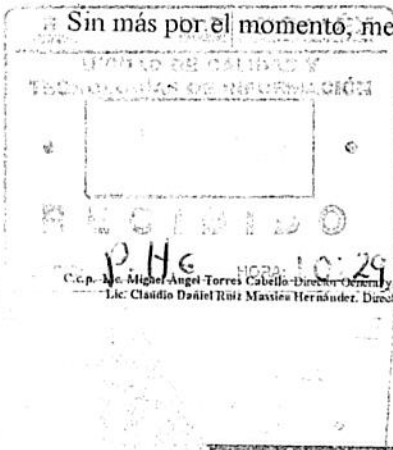 Sin más por el momento, me
UNIDAD DE CALIDAD Y
TECNOLOGÍAS DE INFORMACIÓN
RECIBIDO
P. He HORA: 10:29
C.c.p. Lic. Miguel Ángel Torres Cabello Director General y
Lic. Claudio Daniel Ruiz Massieu Hernández. Direc